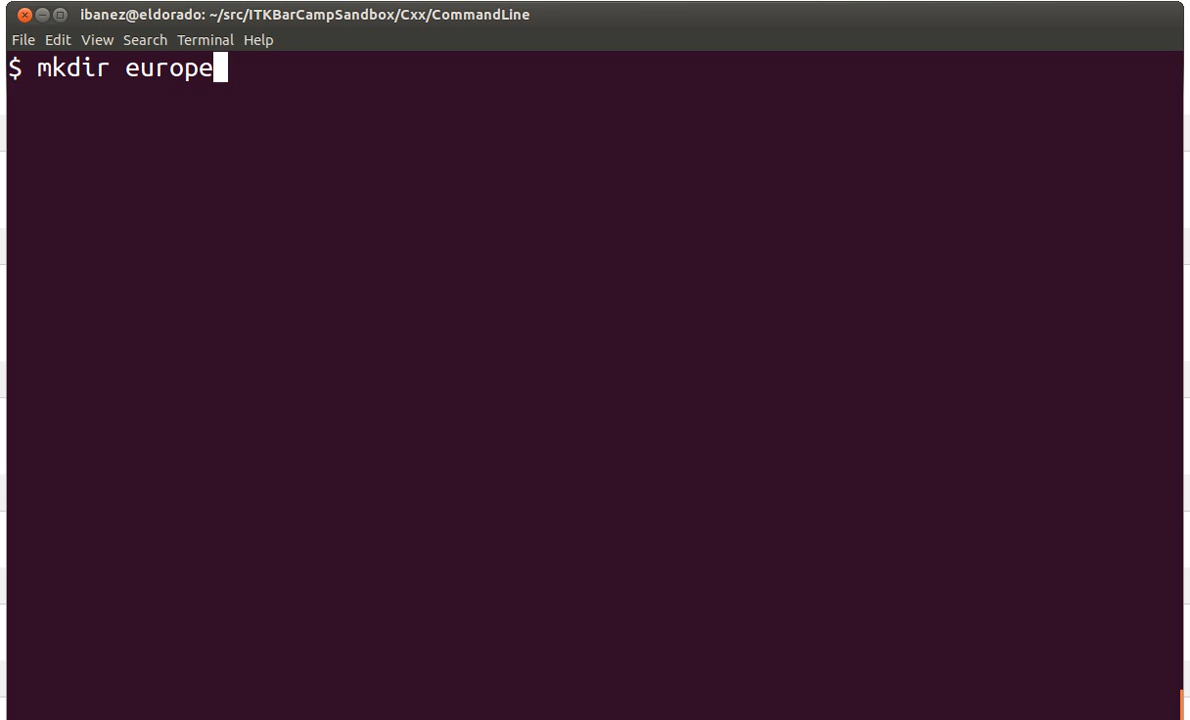 ibanez@eldorado: ~/src/ITKBarCampSandbox/Cxx/CommandLine
File Edit View Search Terminal Help
$ mkdir europe